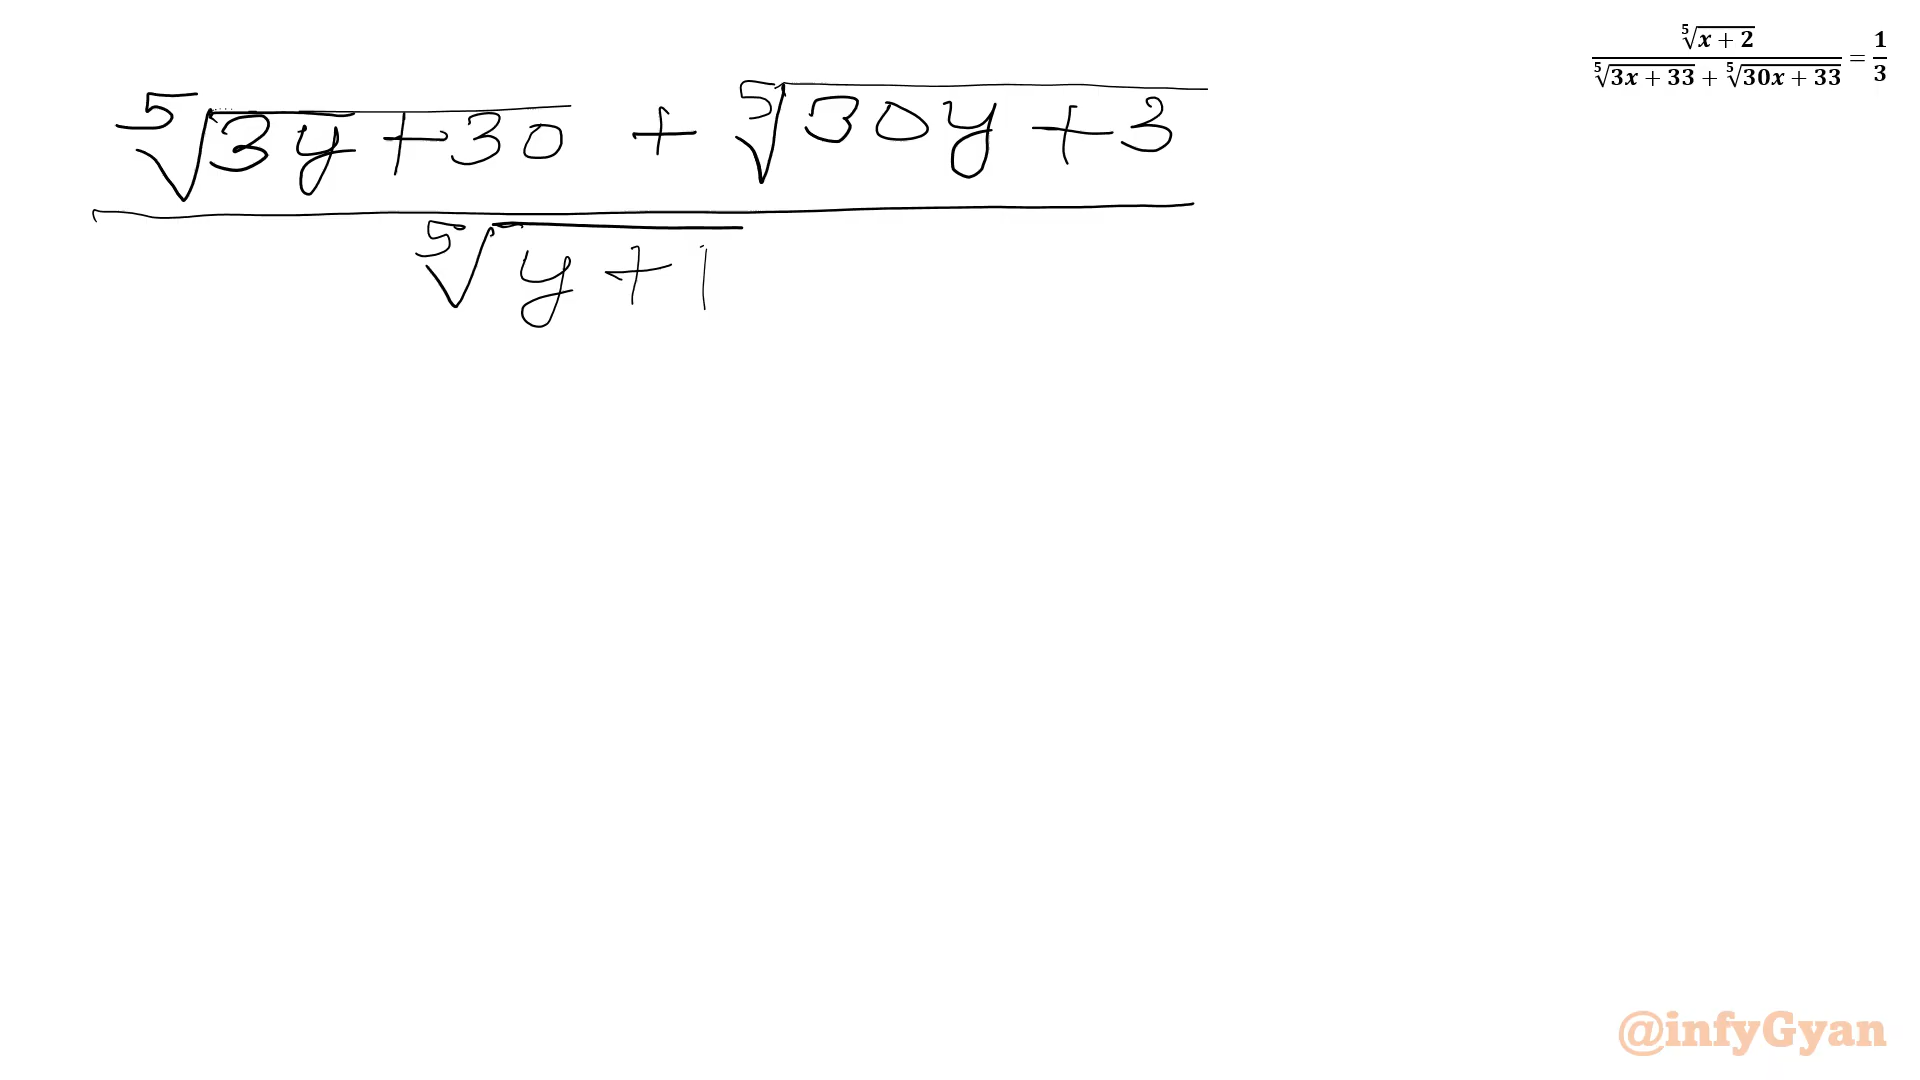 ⁵√(3y+30) + ⁵√(30y+3)
⁵√(y+1)
⁵√(x + 2) / (⁵√(3x + 33) + ⁵√(30x + 33)) = 1/3
@infyGyan